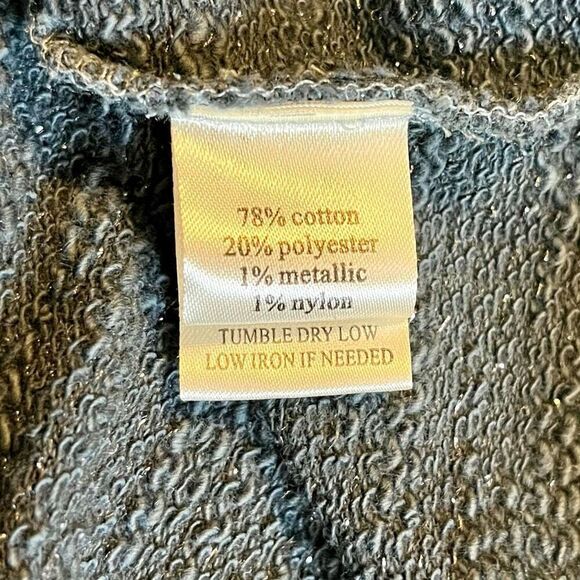 78% cotton
20% polyester
1% metallic
1% nylon
TUMBLE DRY LOW
LOW IRON IF NEEDED